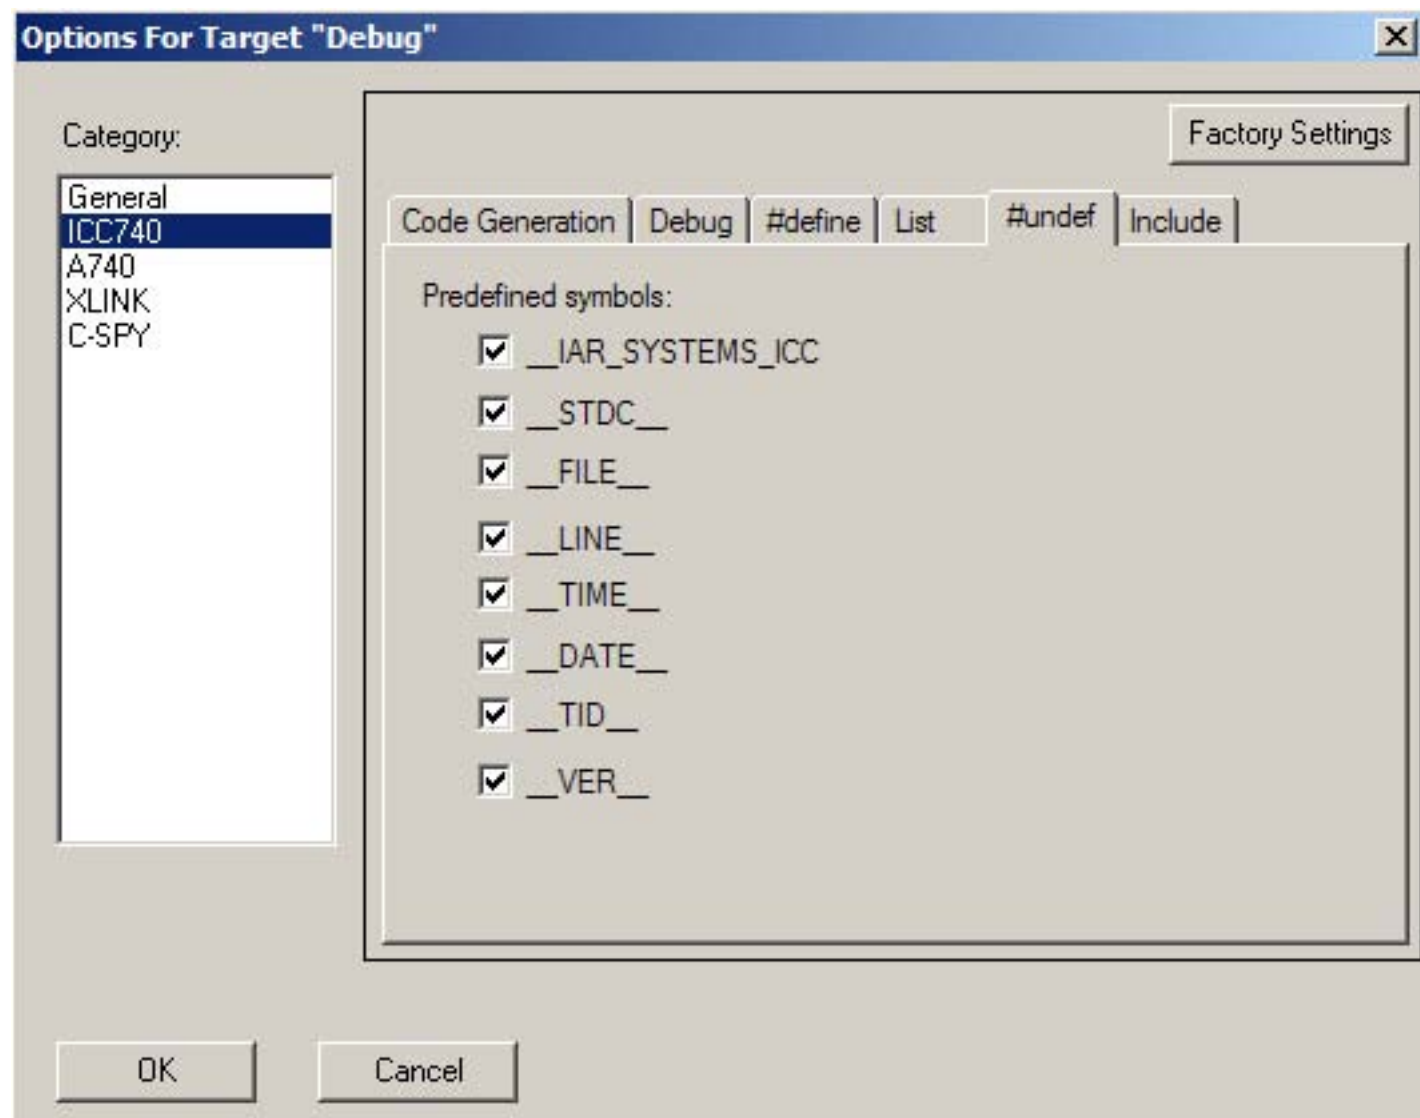 Options For Target "Debug"
Category:
Factory Settings
General
ICC740
A740
XLINK
C-SPY
Code Generation Debug #define List #undef Include
Predefined symbols:
__IAR_SYSTEMS_ICC
__STDC__
__FILE__
__LINE__
__TIME__
__DATE__
__TID__
__VER__
OK Cancel